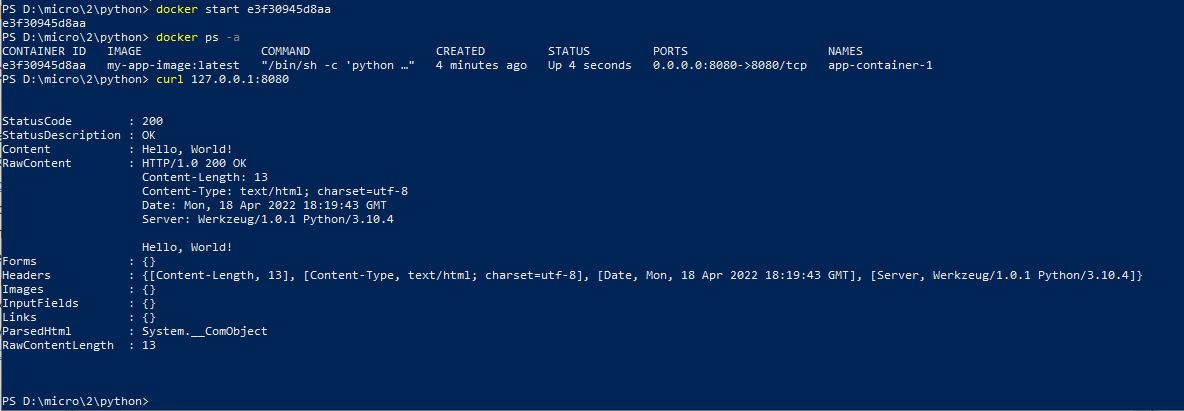 PS D:\micro\2\python> docker start e3f30945d8aa
e3f30945d8aa
PS D:\micro\2\python> docker ps -a
CONTAINER ID   IMAGE                 COMMAND                  CREATED         STATUS         PORTS                    NAMES
e3f30945d8aa   my-app-image:latest   "/bin/sh -c 'python …"   4 minutes ago   Up 4 seconds   0.0.0.0:8080->8080/tcp   app-container-1
PS D:\micro\2\python> curl 127.0.0.1:8080
StatusCode        : 200
StatusDescription : OK
Content           : Hello, World!
RawContent        : HTTP/1.0 200 OK
                    Content-Length: 13
                    Content-Type: text/html; charset=utf-8
                    Date: Mon, 18 Apr 2022 18:19:43 GMT
                    Server: Werkzeug/1.0.1 Python/3.10.4
                    Hello, World!
Forms             : {}
Headers           : {[Content-Length, 13], [Content-Type, text/html; charset=utf-8], [Date, Mon, 18 Apr 2022 18:19:43 GMT], [Server, Werkzeug/1.0.1 Python/3.10.4]}
Images            : {}
InputFields       : {}
Links             : {}
ParsedHtml        : System.__ComObject
RawContentLength  : 13
PS D:\micro\2\python>